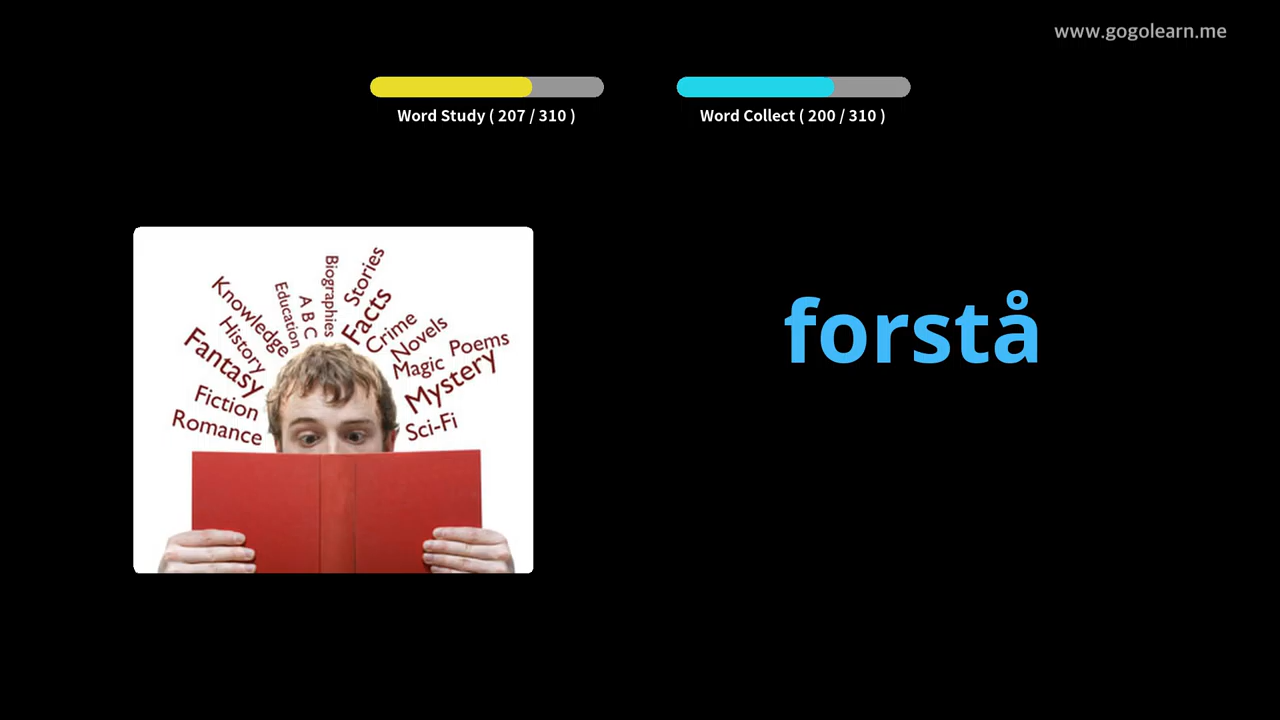 www.gogolearn.me
Word Study ( 207 / 310 )
Word Collect ( 200 / 310 )
forstå
Biographies
Stories
Knowledge
Education
A B C
Facts
Crime
History
Novels
Poems
Fantasy
Magic
Mystery
Fiction
Romance
Sci-Fi